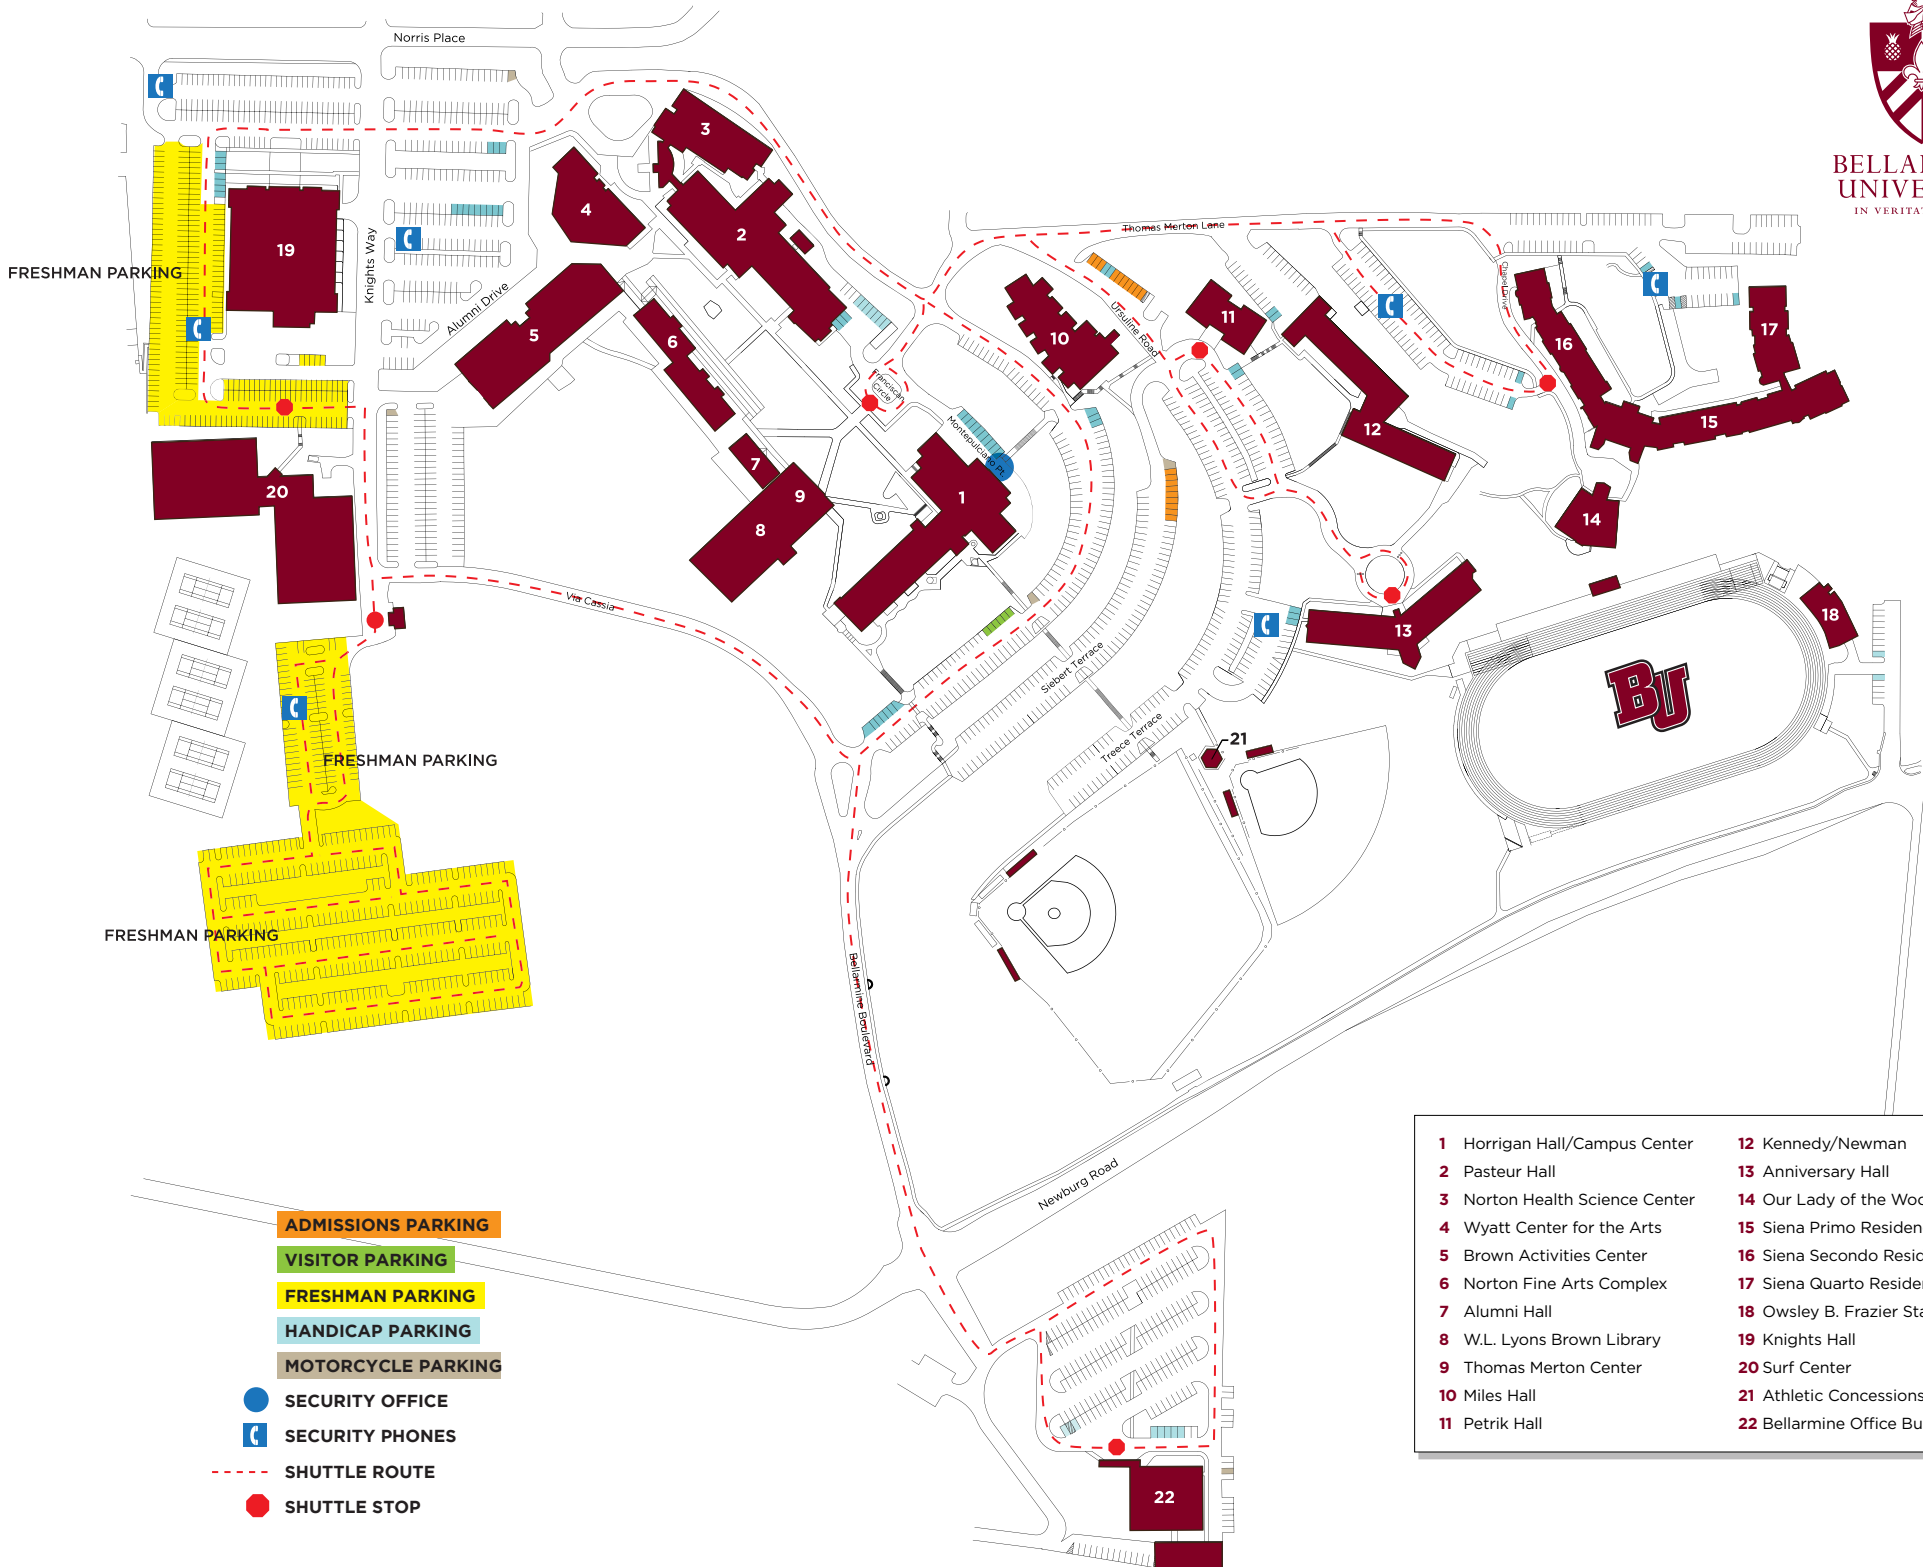 Norris Place
BELLA
UNIVE
IN VERITA
3
4
2
19
FRESHMAN PARKING
Knights Way
Alumni Drive
Thomas Merton Lane
Chapel Drive
Ursuline Road
5
6
10
11
16
17
Franciscan
Circle
Montepulciano Pt.
12
15
7
9
1
20
8
14
Via Cassia
13
18
Siebert Terrace
BU
Treece Terrace
21
FRESHMAN PARKING
FRESHMAN PARKING
Bellarmine Boulevard
Newburg Road
1 Horrigan Hall/Campus Center
2 Pasteur Hall
3 Norton Health Science Center
4 Wyatt Center for the Arts
5 Brown Activities Center
6 Norton Fine Arts Complex
7 Alumni Hall
8 W.L. Lyons Brown Library
9 Thomas Merton Center
10 Miles Hall
11 Petrik Hall
12 Kennedy/Newman
13 Anniversary Hall
14 Our Lady of the Woo
15 Siena Primo Residen
16 Siena Secondo Resid
17 Siena Quarto Reside
18 Owsley B. Frazier Sta
19 Knights Hall
20 Surf Center
21 Athletic Concessions
22 Bellarmine Office Bu
ADMISSIONS PARKING
VISITOR PARKING
FRESHMAN PARKING
HANDICAP PARKING
MOTORCYCLE PARKING
SECURITY OFFICE
SECURITY PHONES
SHUTTLE ROUTE
SHUTTLE STOP
22